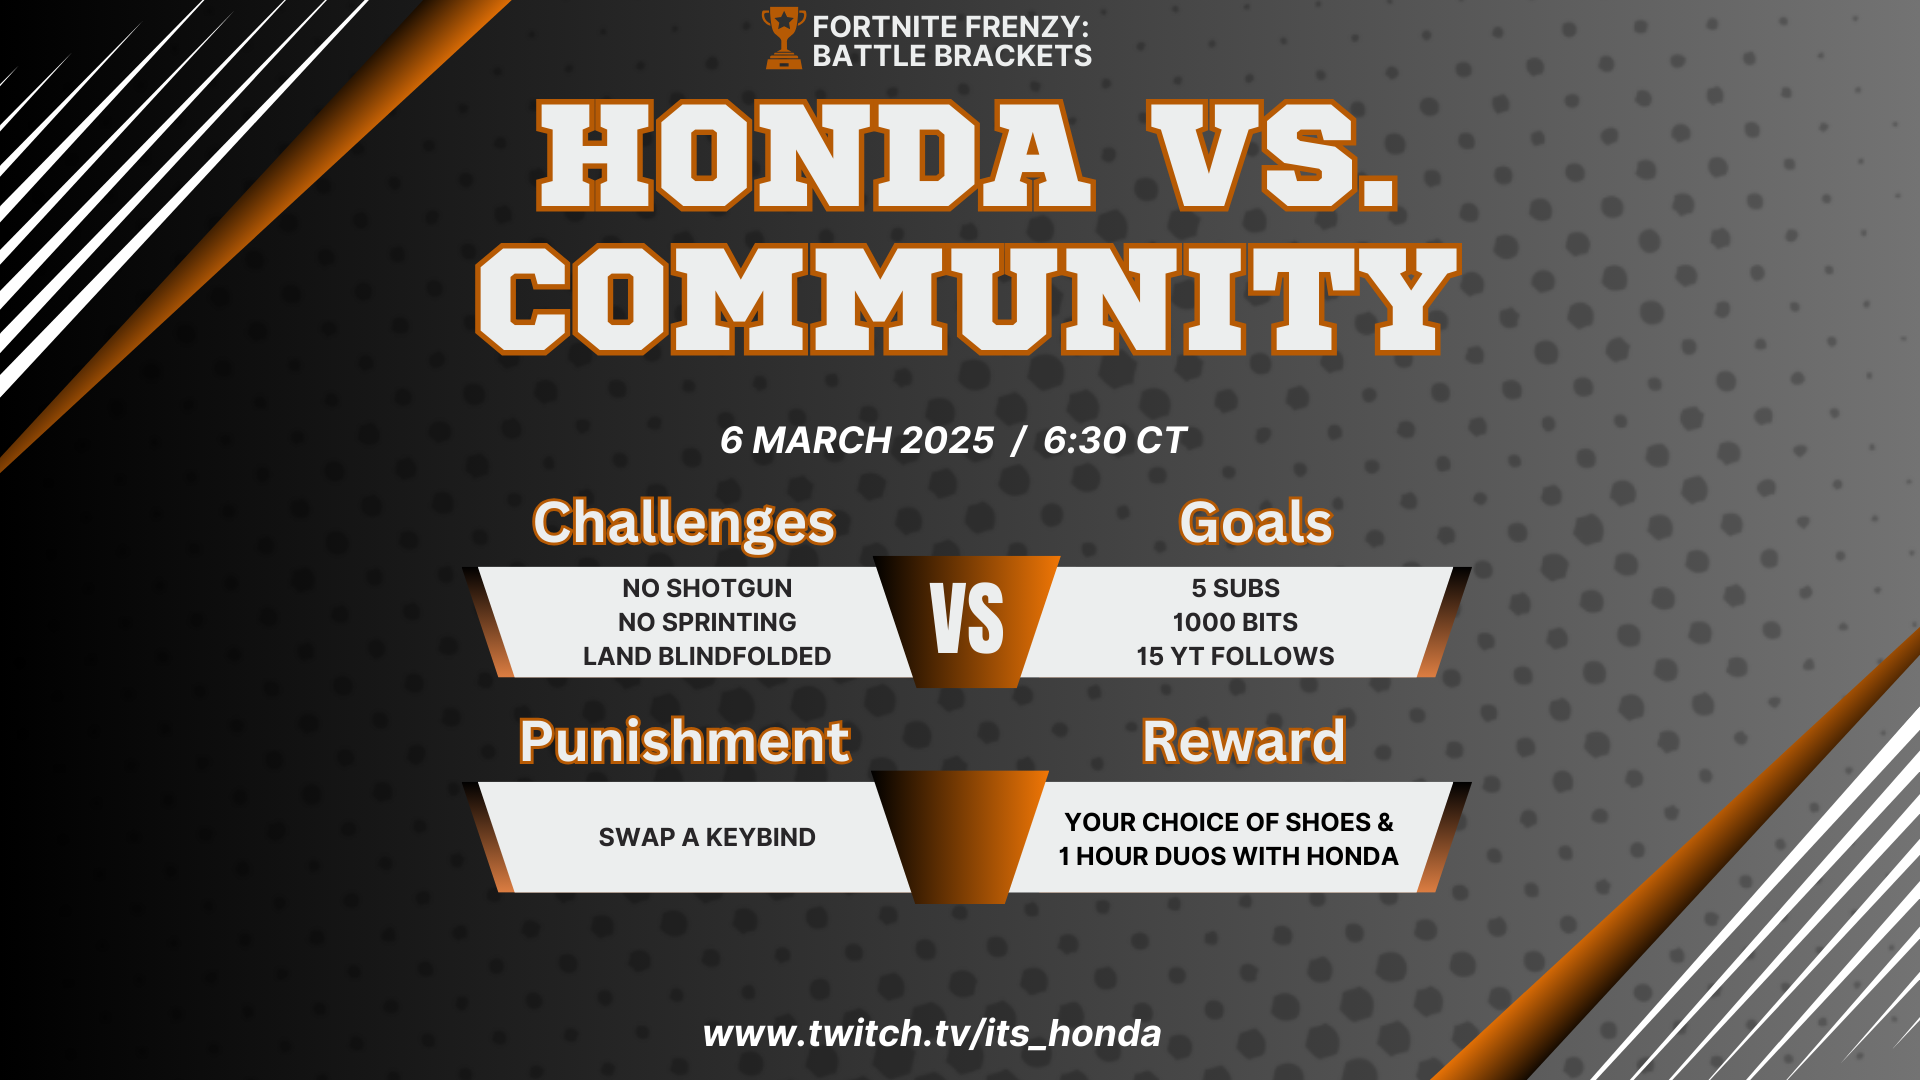 FORTNITE FRENZY:
BATTLE BRACKETS
HONDA VS.
COMMUNITY
6 MARCH 2025 / 6:30 CT
Challenges
NO SHOTGUN
NO SPRINTING
LAND BLINDFOLDED
VS
Goals
5 SUBS
1000 BITS
15 YT FOLLOWS
Punishment
SWAP A KEYBIND
Reward
YOUR CHOICE OF SHOES &
1 HOUR DUOS WITH HONDA
www.twitch.tv/its_honda